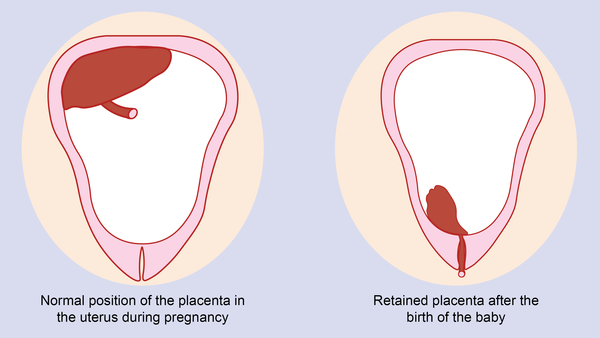 Normal position of the placenta in
the uterus during pregnancy
Retained placenta after the
birth of the baby